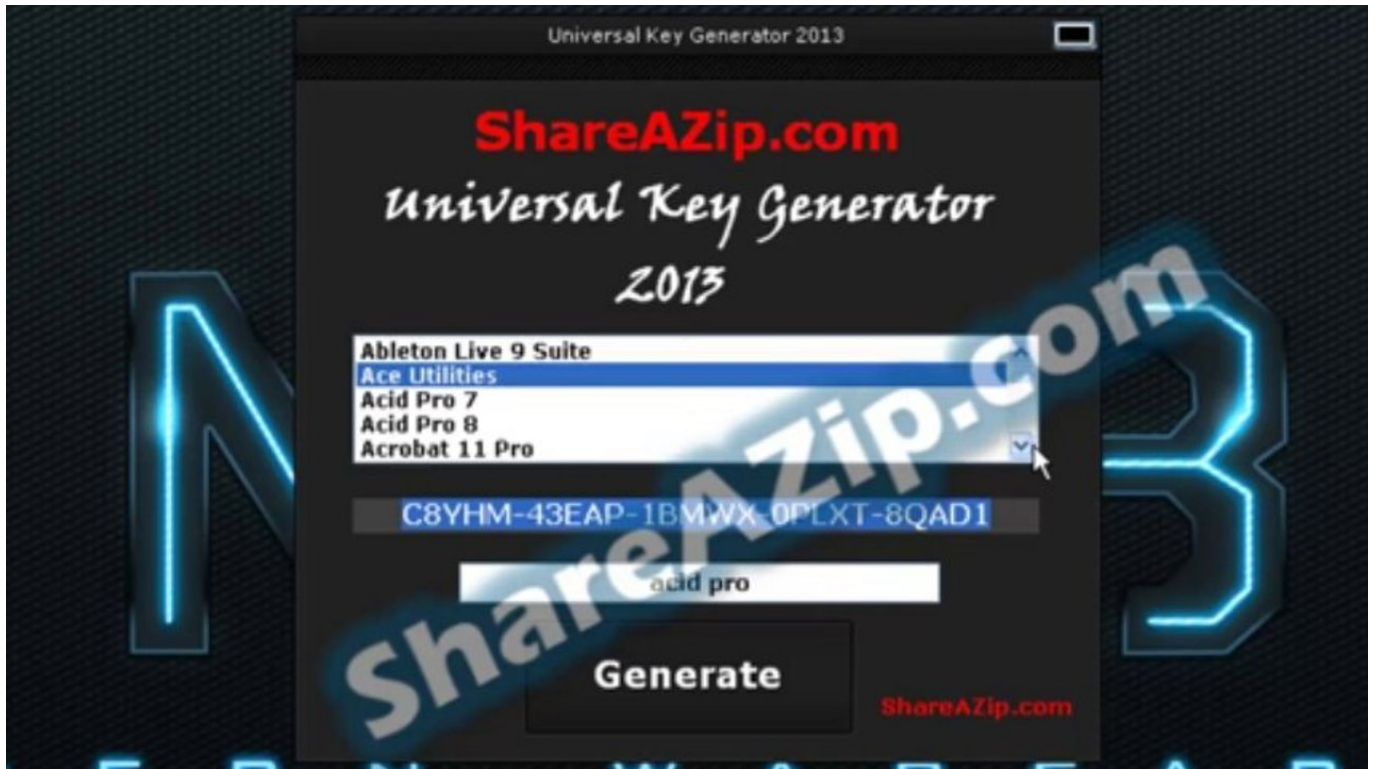 Universal Key Generator 2013
ShareAZip.com
Universal Key Generator
2013
Ableton Live 9 Suite
Ace Utilities
Acid Pro 7
Acid Pro 8
Acrobat 11 Pro
C8YHM-43EAP-1BMWX-0PLXT-8QAD1
acid pro
Generate
ShareAZip.com
ShareAZip.com